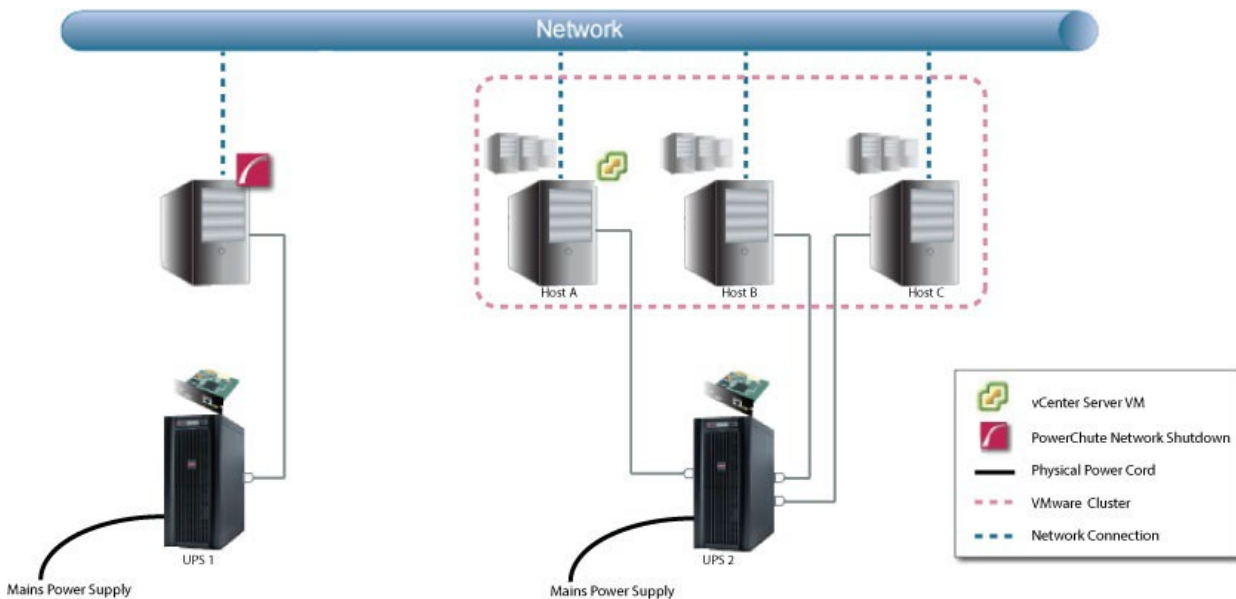 Network
Host A
Host B
Host C
vCenter Server VM
PowerChute Network Shutdown
Physical Power Cord
VMware Cluster
Network Connection
UPS 1
UPS 2
Mains Power Supply
Mains Power Supply